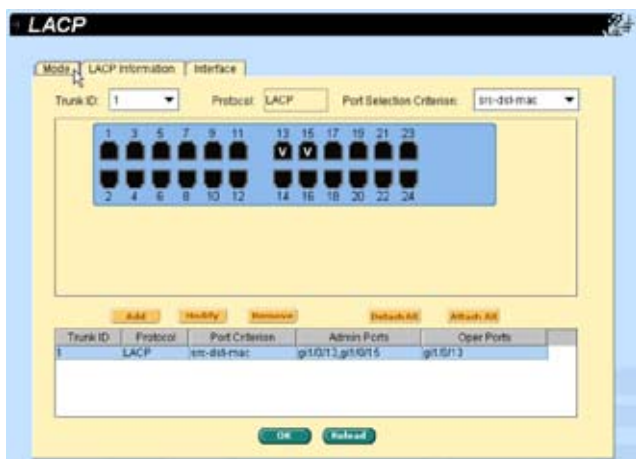 LACP
Mode LACP Information Interface
Trunk ID: 1 Protocol: LACP Port Selection Criterion: src-dst-mac
1 3 5 7 9 11 13 15 17 19 21 23
V V
2 4 6 8 10 12 14 16 18 20 22 24
Add Modify Remove Detach All Attach All
Trunk ID Protocol Port Criterion Admin Ports Oper Ports
1 LACP src-dst-mac gi1/0/13,gi1/0/15 gi1/0/13
OK Reload